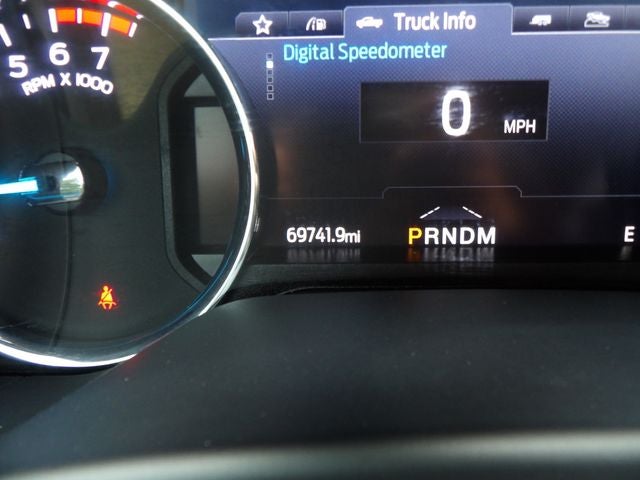 Truck Info
Digital Speedometer
5 6 7
RPM X 1000
0 MPH
69741.9mi PRNDM E